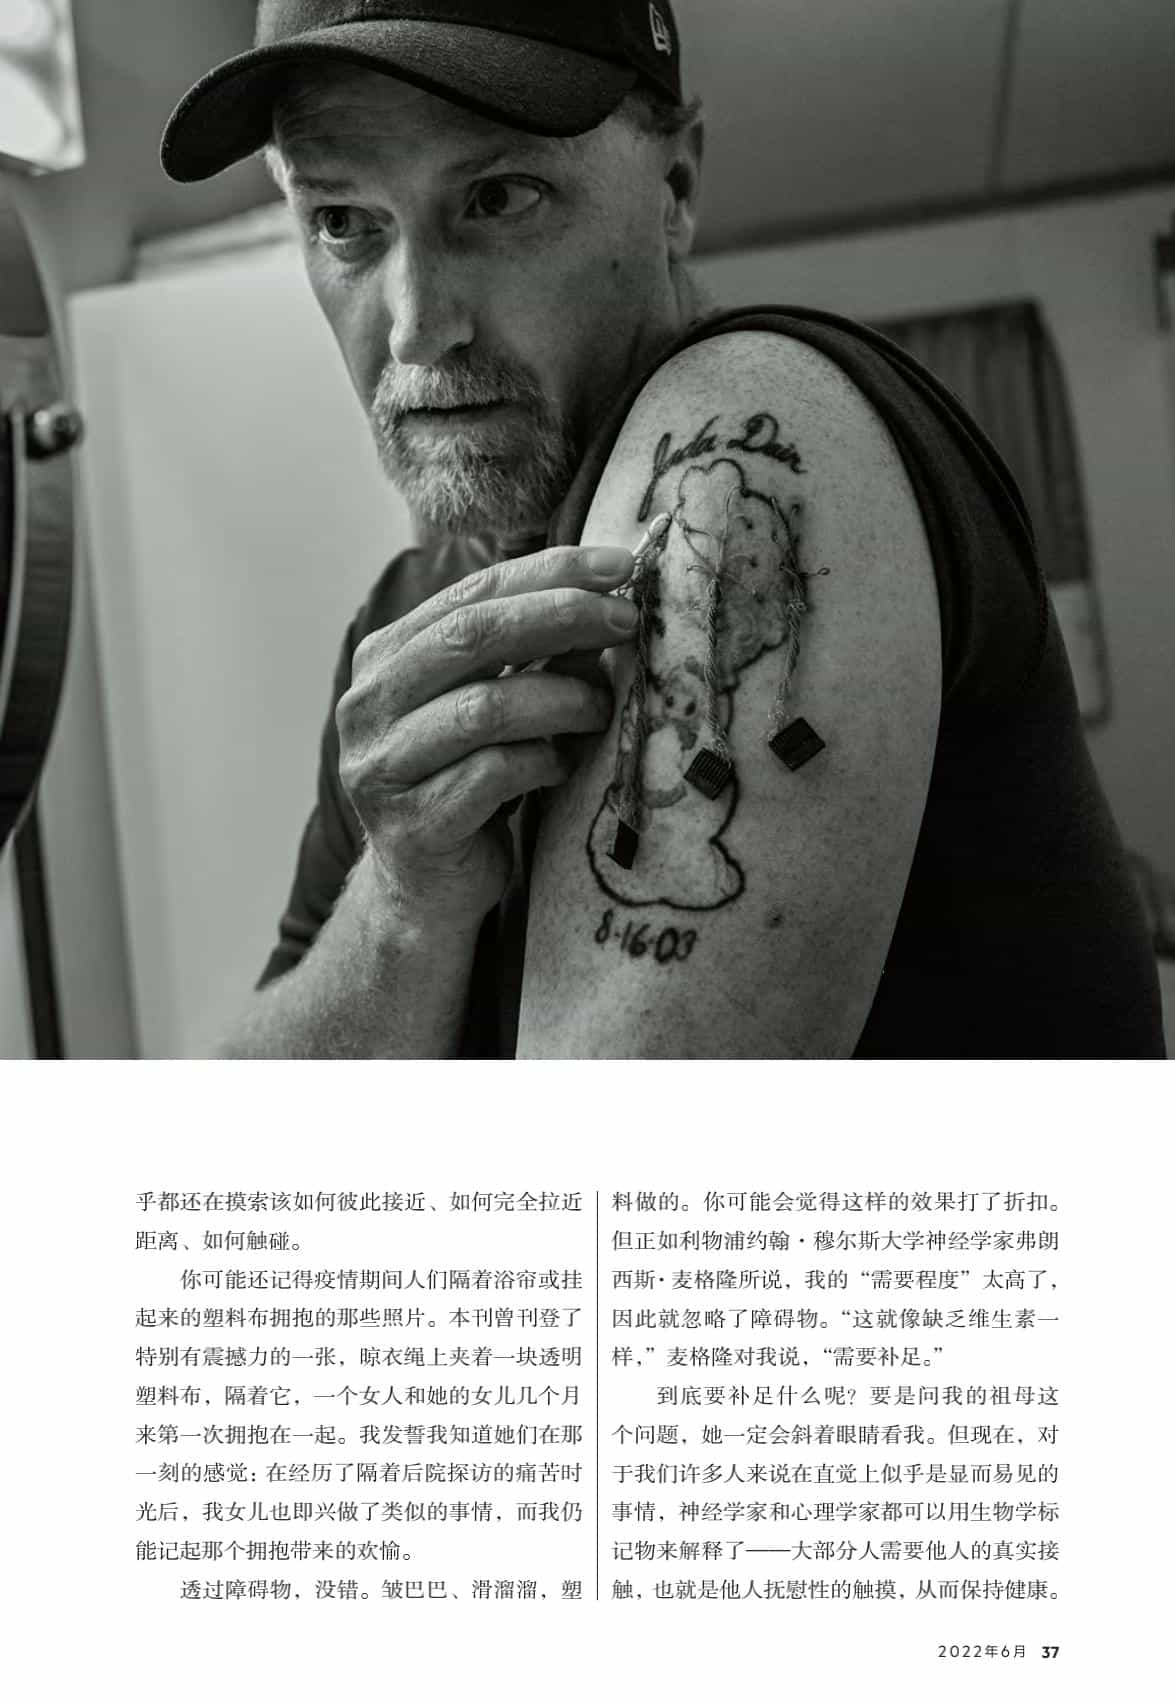 8·16·03
乎都还在摸索该如何彼此接近、如何完全拉近
距离、如何触碰。
你可能还记得疫情期间人们隔着浴帘或挂
起来的塑料布拥抱的那些照片。本刊曾刊登了
特别有震撼力的一张，晾衣绳上夹着一块透明
塑料布，隔着它，一个女人和她的女儿几个月
来第一次拥抱在一起。我发誓我知道她们在那
一刻的感觉：在经历了隔着后院探访的痛苦时
光后，我女儿也即兴做了类似的事情，而我仍
能记起那个拥抱带来的欢愉。
透过障碍物，没错。皱巴巴、滑溜溜，塑
料做的。你可能会觉得这样的效果打了折扣。
但正如利物浦约翰·穆尔斯大学神经学家弗朗
西斯·麦格隆所说，我的“需要程度”太高了，
因此就忽略了障碍物。“这就像缺乏维生素一
样，”麦格隆对我说，“需要补足。”
到底要补足什么呢？要是问我的祖母这
个问题，她一定会斜着眼睛看我。但现在，对
于我们许多人来说在直觉上似乎是显而易见的
事情，神经学家和心理学家都可以用生物学标
记物来解释了——大部分人需要他人的真实接
触，也就是他人抚慰性的触摸，从而保持健康。
2022年6月 37